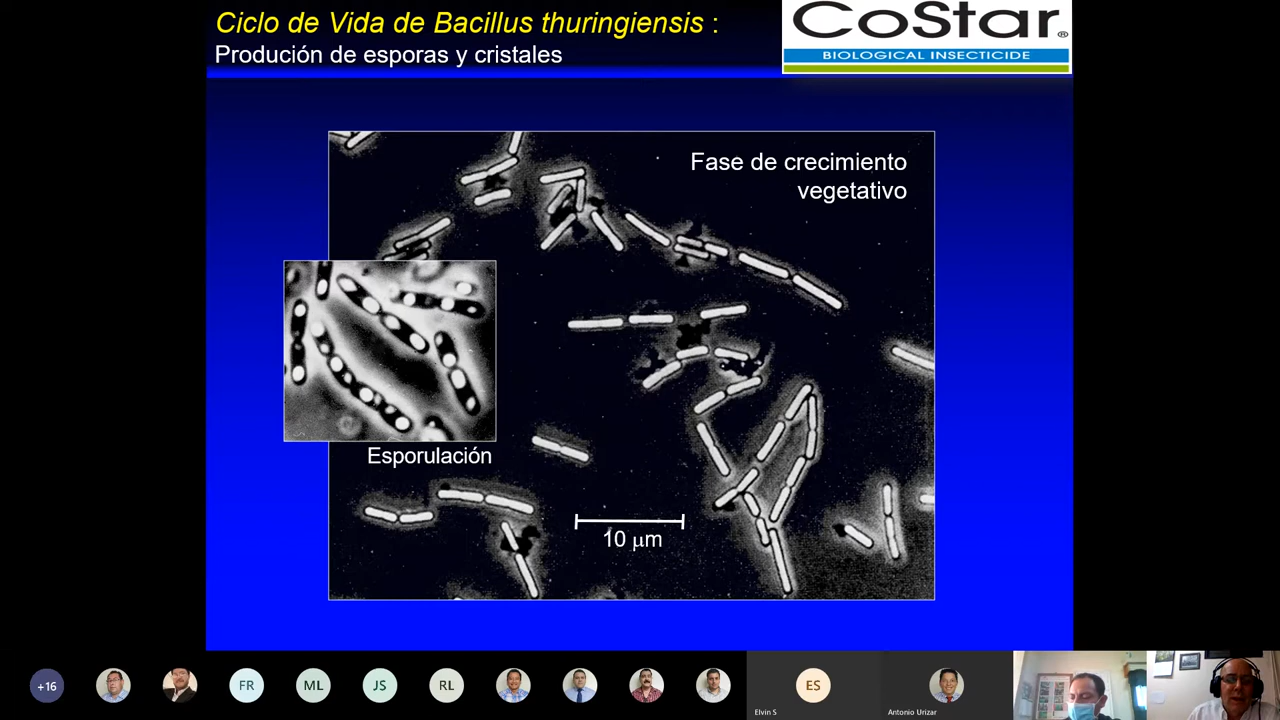 Ciclo de Vida de Bacillus thuringiensis :
Produción de esporas y cristales
CoStar®
BIOLOGICAL INSECTICIDE
Fase de crecimiento
vegetativo
Esporulación
10 μm
+16
FR
ML
JS
RL
ES
Elvin S
Antonio Urizar